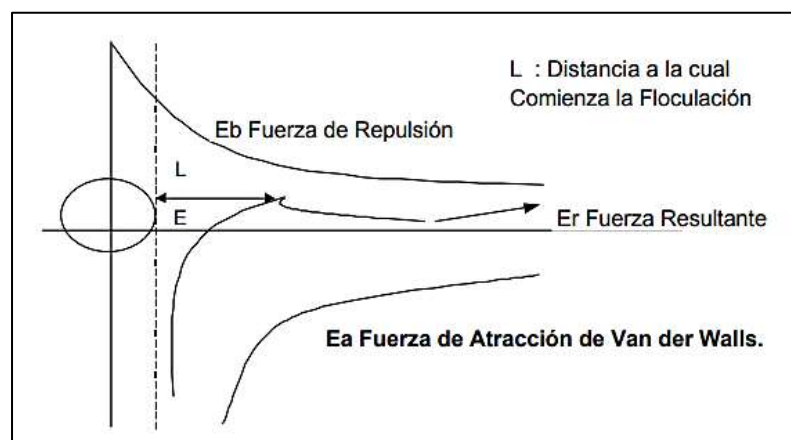 L : Distancia a la cual
Comienza la Floculación
Eb Fuerza de Repulsión
L
E
Er Fuerza Resultante
Ea Fuerza de Atracción de Van der Walls.